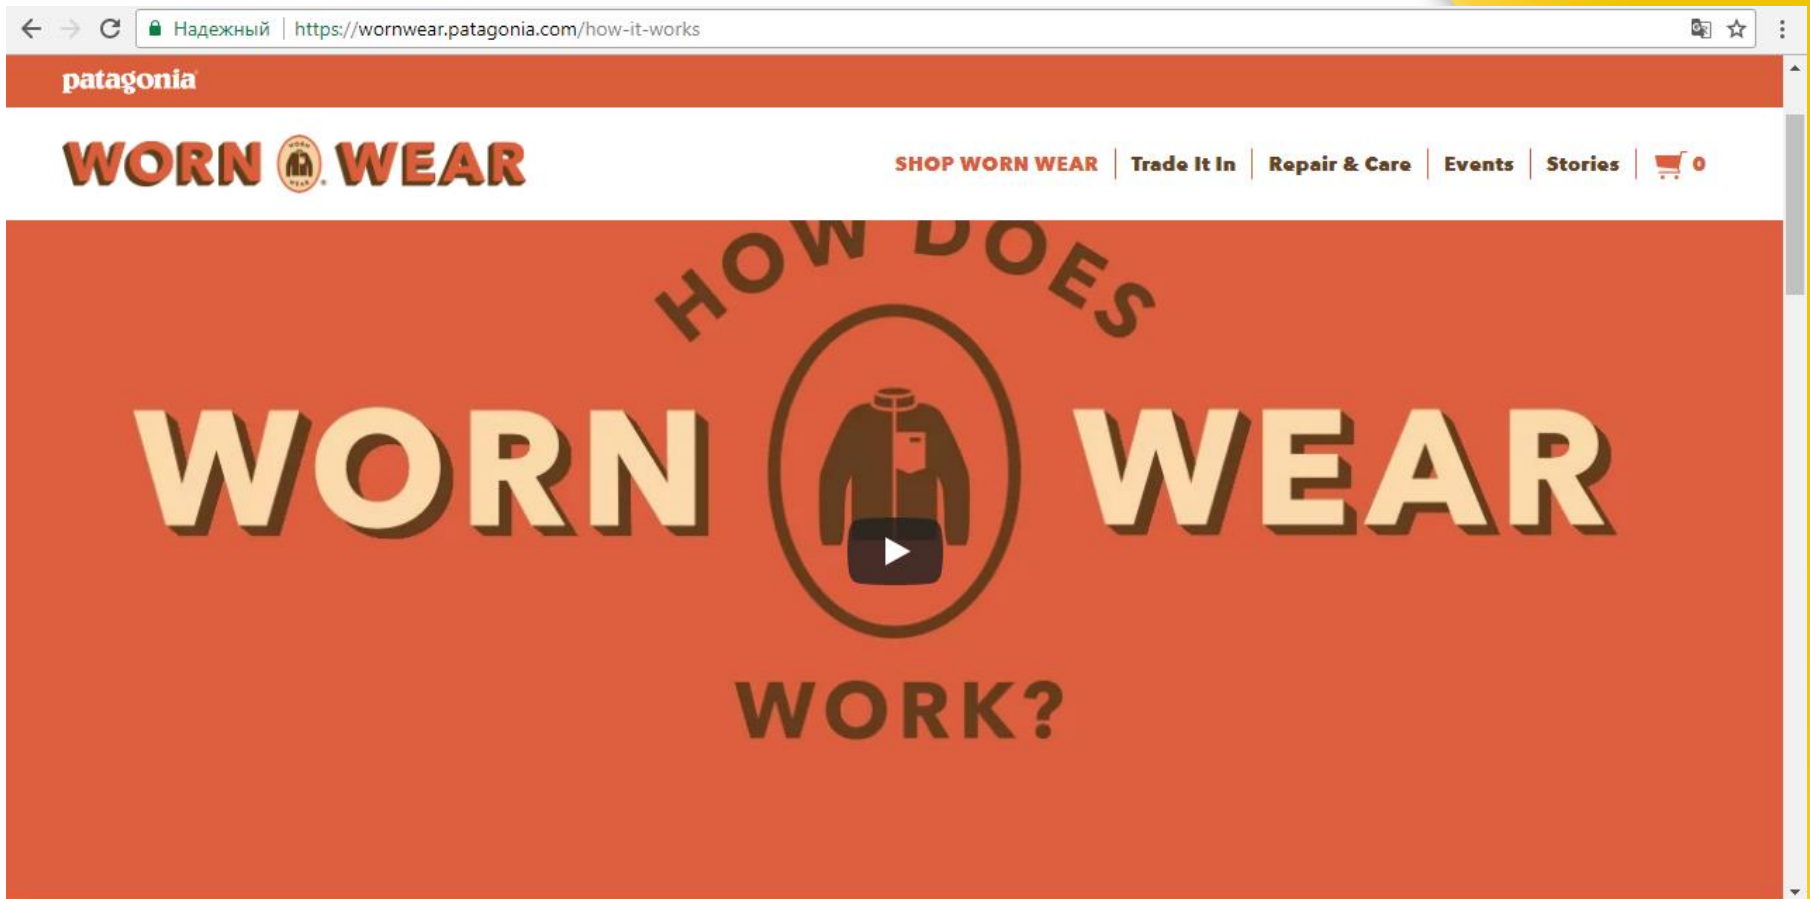 Надежный | https://wornwear.patagonia.com/how-it-works
patagonia
WORN WEAR
SHOP WORN WEAR | Trade It In | Repair & Care | Events | Stories | 0
HOW DOES
WORN WEAR
WORK?